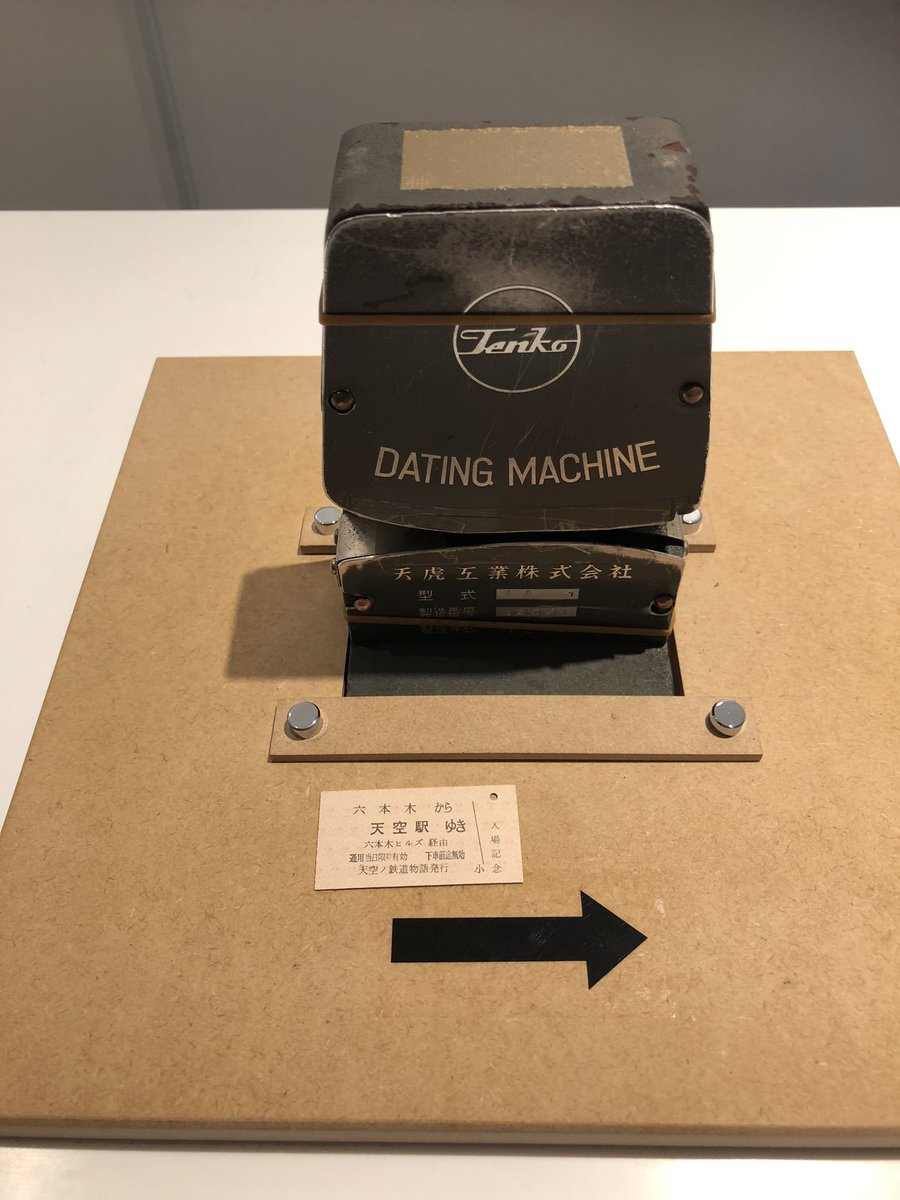 Tenko
DATING MACHINE
天虎工業株式会社
型 式
製造番号
六本木 から
天空駅 ゆき
六本木ヒルズ 経由
通用当日限り有効 下車前途無効
天空ノ鉄道物語発行
入場記念
小